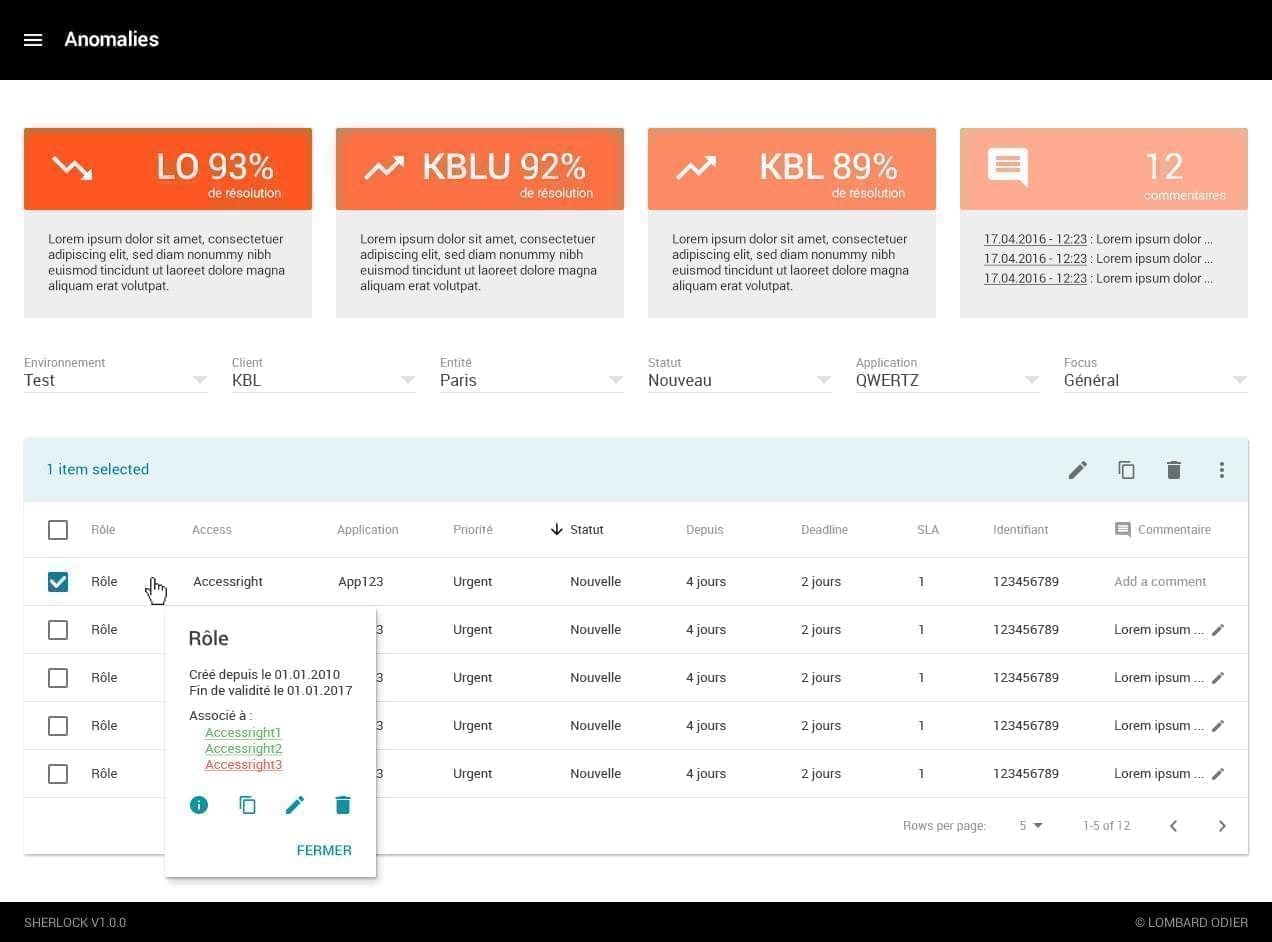 Anomalies
LO 93%
de résolution
KBLU 92%
de résolution
KBL 89%
de résolution
12
commentaires
Lorem ipsum dolor sit amet, consectetuer
adipiscing elit, sed diam nonummy nibh
euismod tincidunt ut laoreet dolore magna
aliquam erat volutpat.
Lorem ipsum dolor sit amet, consectetuer
adipiscing elit, sed diam nonummy nibh
euismod tincidunt ut laoreet dolore magna
aliquam erat volutpat.
Lorem ipsum dolor sit amet, consectetuer
adipiscing elit, sed diam nonummy nibh
euismod tincidunt ut laoreet dolore magna
aliquam erat volutpat.
17.04.2016 - 12:23 : Lorem ipsum dolor ...
17.04.2016 - 12:23 : Lorem ipsum dolor ...
17.04.2016 - 12:23 : Lorem ipsum dolor ...
Environnement
Test
Client
KBL
Entité
Paris
Statut
Nouveau
Application
QWERTZ
Focus
Général
1 item selected
Rôle Access Application Priorité Statut Depuis Deadline SLA Identifiant Commentaire
Rôle Accessright App123 Urgent Nouvelle 4 jours 2 jours 1 123456789 Add a comment
Rôle 3 Urgent Nouvelle 4 jours 2 jours 1 123456789 Lorem ipsum ...
Rôle 3 Urgent Nouvelle 4 jours 2 jours 1 123456789 Lorem ipsum ...
Rôle 3 Urgent Nouvelle 4 jours 2 jours 1 123456789 Lorem ipsum ...
Rôle 3 Urgent Nouvelle 4 jours 2 jours 1 123456789 Lorem ipsum ...
Rôle
Créé depuis le 01.01.2010
Fin de validité le 01.01.2017
Associé à :
Accessright1
Accessright2
Accessright3
FERMER
Rows per page: 5 1-5 of 12
SHERLOCK V1.0.0
© LOMBARD ODIER